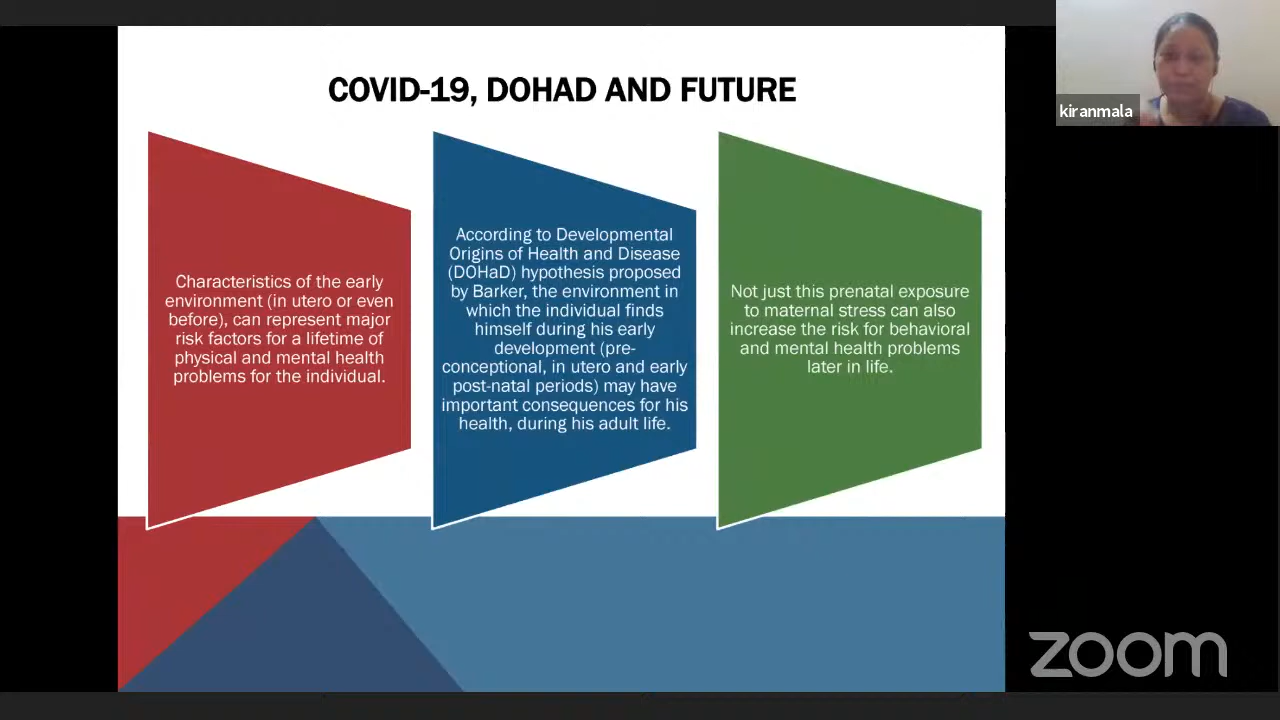 COVID-19, DOHAD AND FUTURE
Characteristics of the early
environment (in utero or even
before), can represent major
risk factors for a lifetime of
physical and mental health
problems for the individual.
According to Developmental
Origins of Health and Disease
(DOHaD) hypothesis proposed
by Barker, the environment in
which the individual finds
himself during his early
development (pre-
conceptional, in utero and early
post-natal periods) may have
important consequences for his
health, during his adult life.
Not just this prenatal exposure
to maternal stress can also
increase the risk for behavioral
and mental health problems
later in life.
kiranmala
zoom